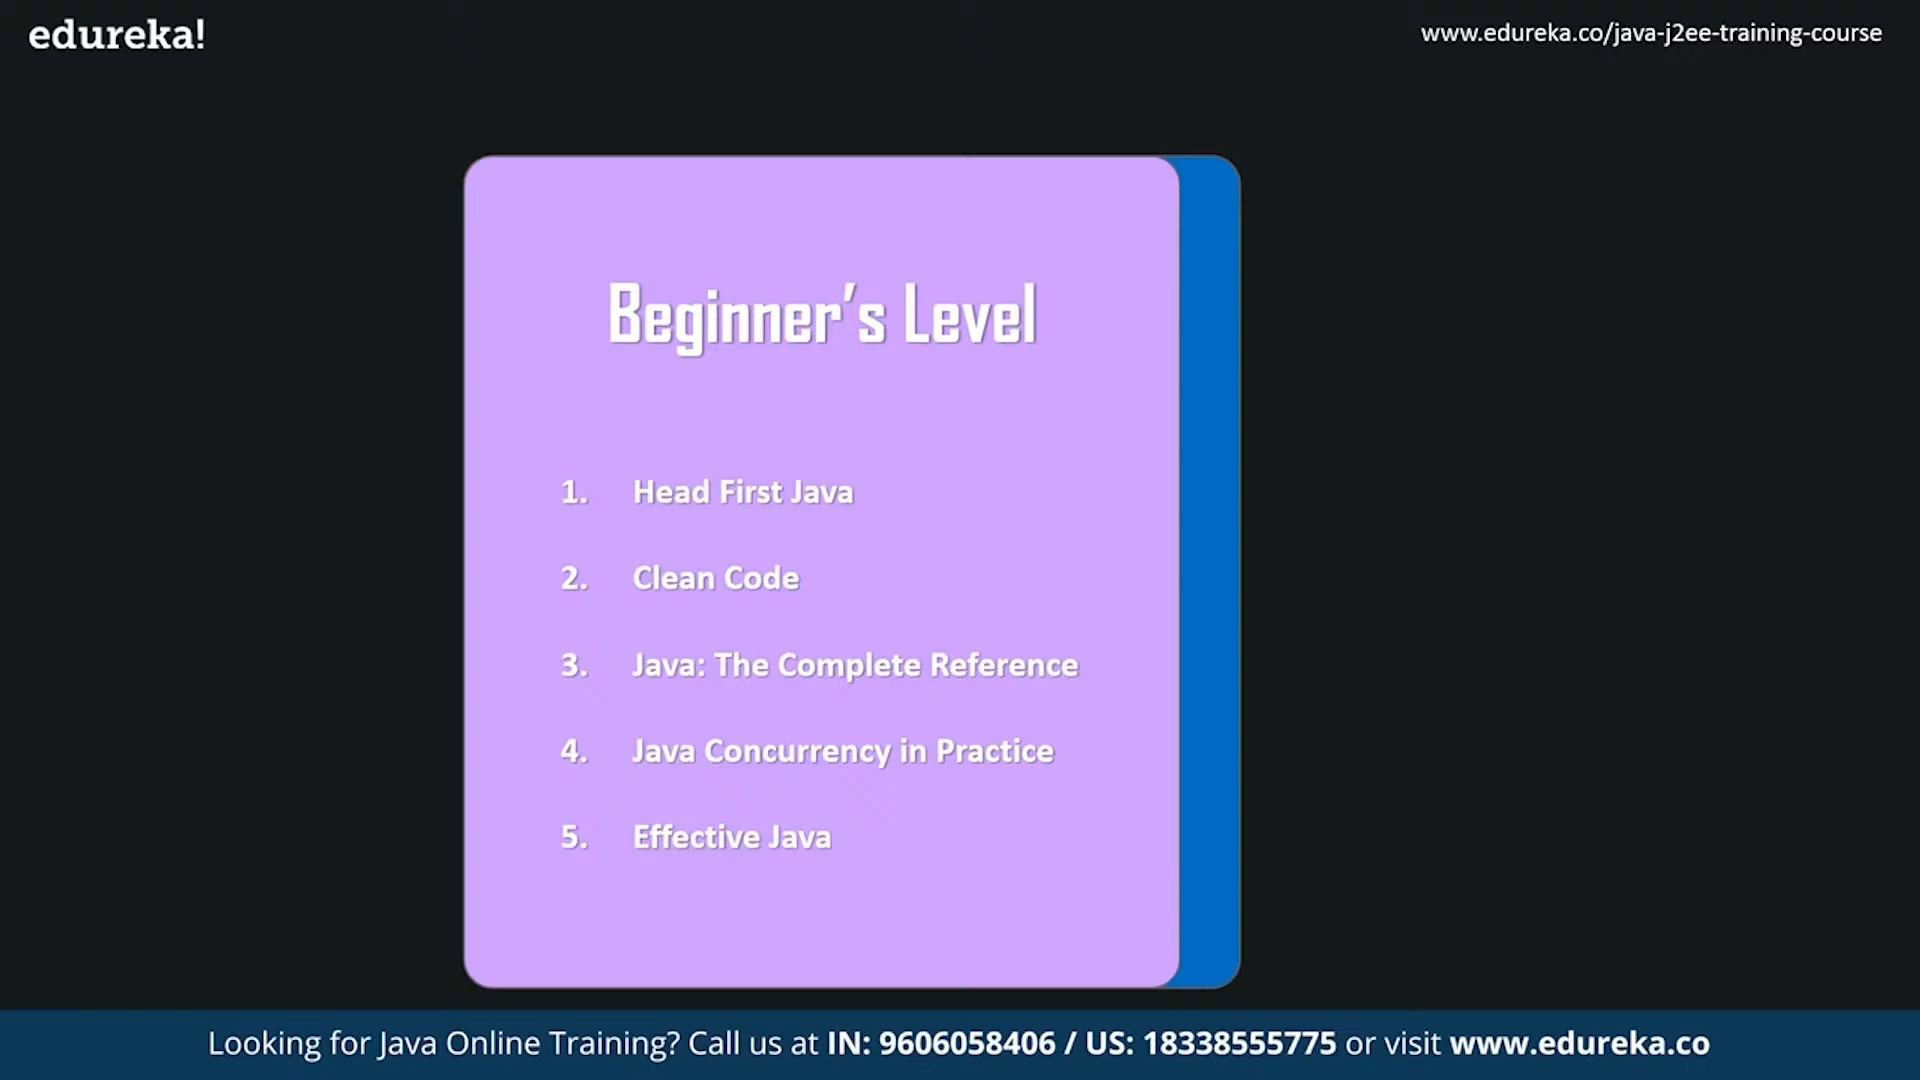 edureka!
www.edureka.co/java-j2ee-training-course
Beginner’s Level
1. Head First Java
2. Clean Code
3. Java: The Complete Reference
4. Java Concurrency in Practice
5. Effective Java
Looking for Java Online Training? Call us at IN: 9606058406 / US: 18338555775 or visit www.edureka.co